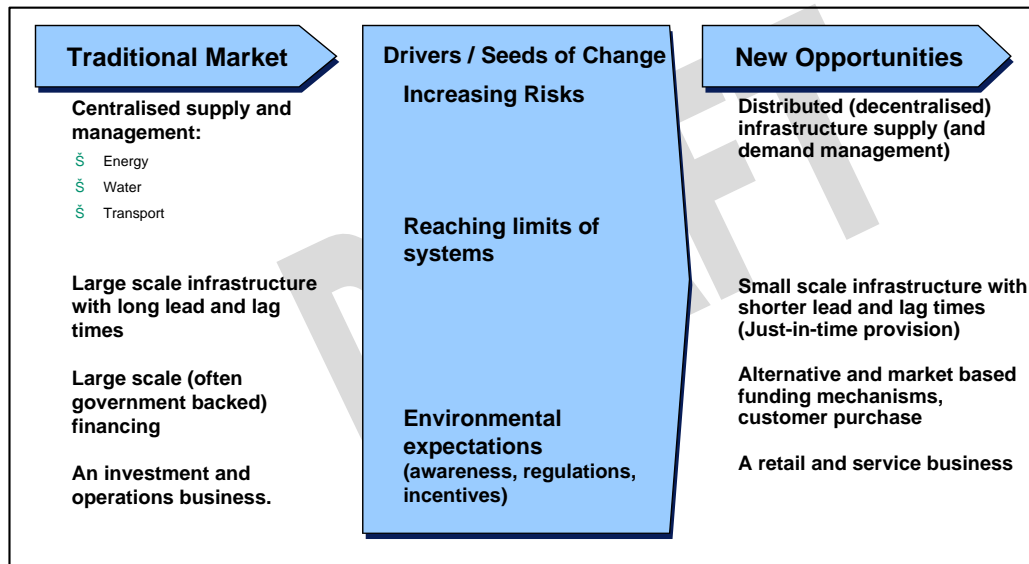 Traditional Market
Centralised supply and
management:
Š Energy
Š Water
Š Transport
Large scale infrastructure
with long lead and lag
times
Large scale (often
government backed)
financing
An investment and
operations business.
Drivers / Seeds of Change
Increasing Risks
Reaching limits of
systems
Environmental
expectations
(awareness, regulations,
incentives)
New Opportunities
Distributed (decentralised)
infrastructure supply (and
demand management)
Small scale infrastructure with
shorter lead and lag times
(Just-in-time provision)
Alternative and market based
funding mechanisms,
customer purchase
A retail and service business